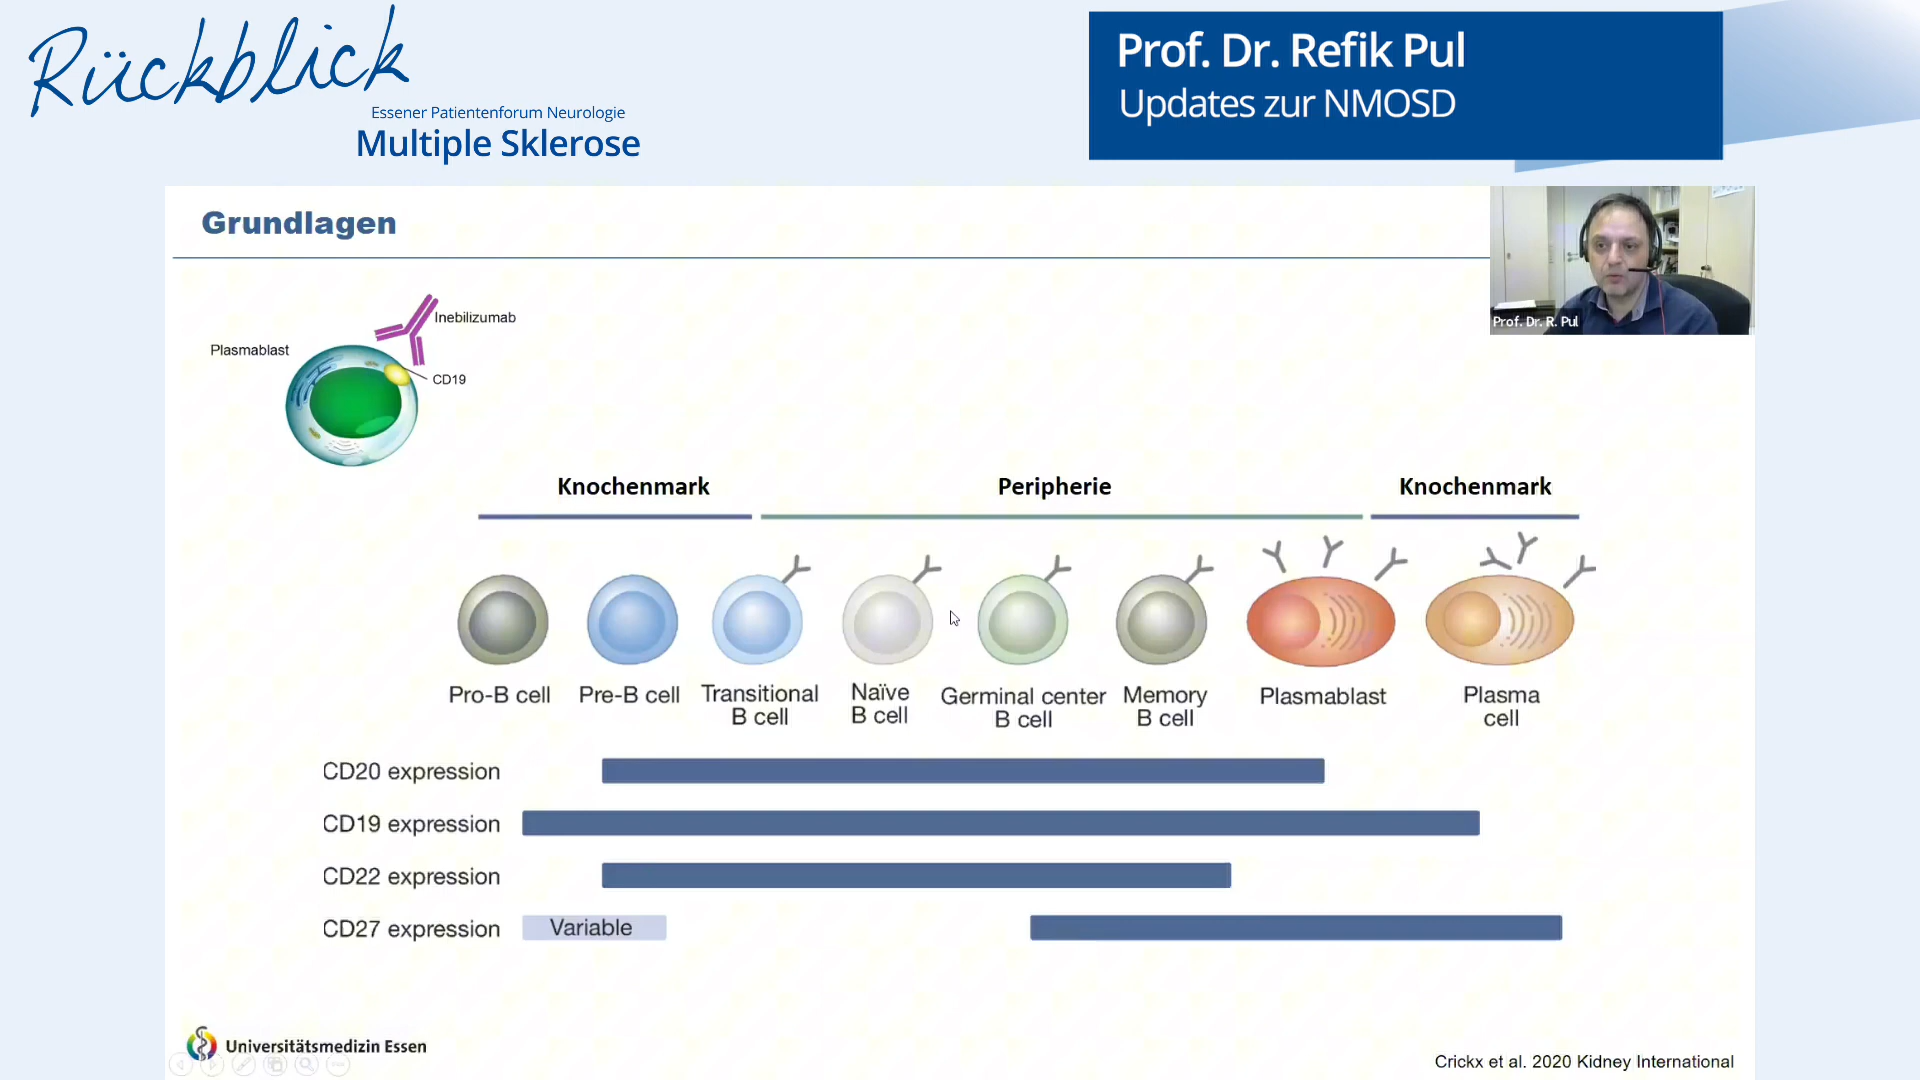 Rückblick
Essener Patientenforum Neurologie
Multiple Sklerose
Prof. Dr. Refik Pul
Updates zur NMOSD
Grundlagen
Prof. Dr. R. Pul
Inebilizumab
Plasmablast
CD19
Knochenmark
Peripherie
Knochenmark
Pro-B cell
Pre-B cell
Transitional
B cell
Naïve
B cell
Germinal center
B cell
Memory
B cell
Plasmablast
Plasma
cell
CD20 expression
CD19 expression
CD22 expression
CD27 expression
Variable
Universitätsmedizin Essen
Crickx et al. 2020 Kidney International